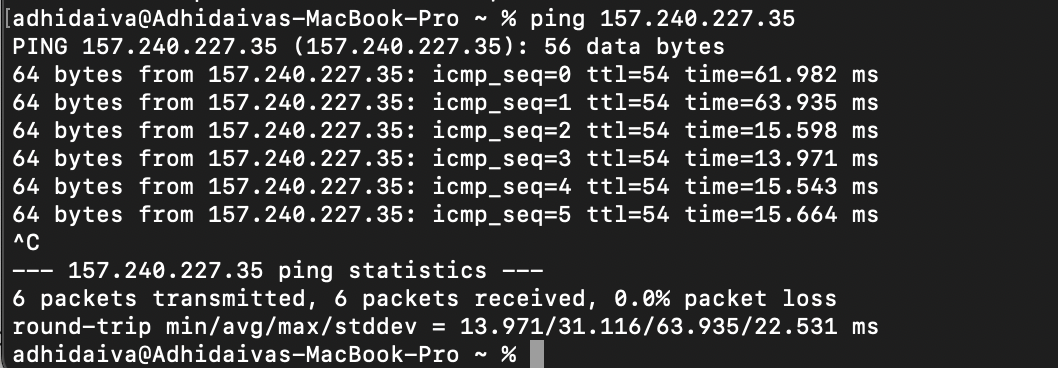 [adhidaiva@Adhidaivas-MacBook-Pro ~ % ping 157.240.227.35
PING 157.240.227.35 (157.240.227.35): 56 data bytes
64 bytes from 157.240.227.35: icmp_seq=0 ttl=54 time=61.982 ms
64 bytes from 157.240.227.35: icmp_seq=1 ttl=54 time=63.935 ms
64 bytes from 157.240.227.35: icmp_seq=2 ttl=54 time=15.598 ms
64 bytes from 157.240.227.35: icmp_seq=3 ttl=54 time=13.971 ms
64 bytes from 157.240.227.35: icmp_seq=4 ttl=54 time=15.543 ms
64 bytes from 157.240.227.35: icmp_seq=5 ttl=54 time=15.664 ms
^C
--- 157.240.227.35 ping statistics ---
6 packets transmitted, 6 packets received, 0.0% packet loss
round-trip min/avg/max/stddev = 13.971/31.116/63.935/22.531 ms
adhidaiva@Adhidaivas-MacBook-Pro ~ %